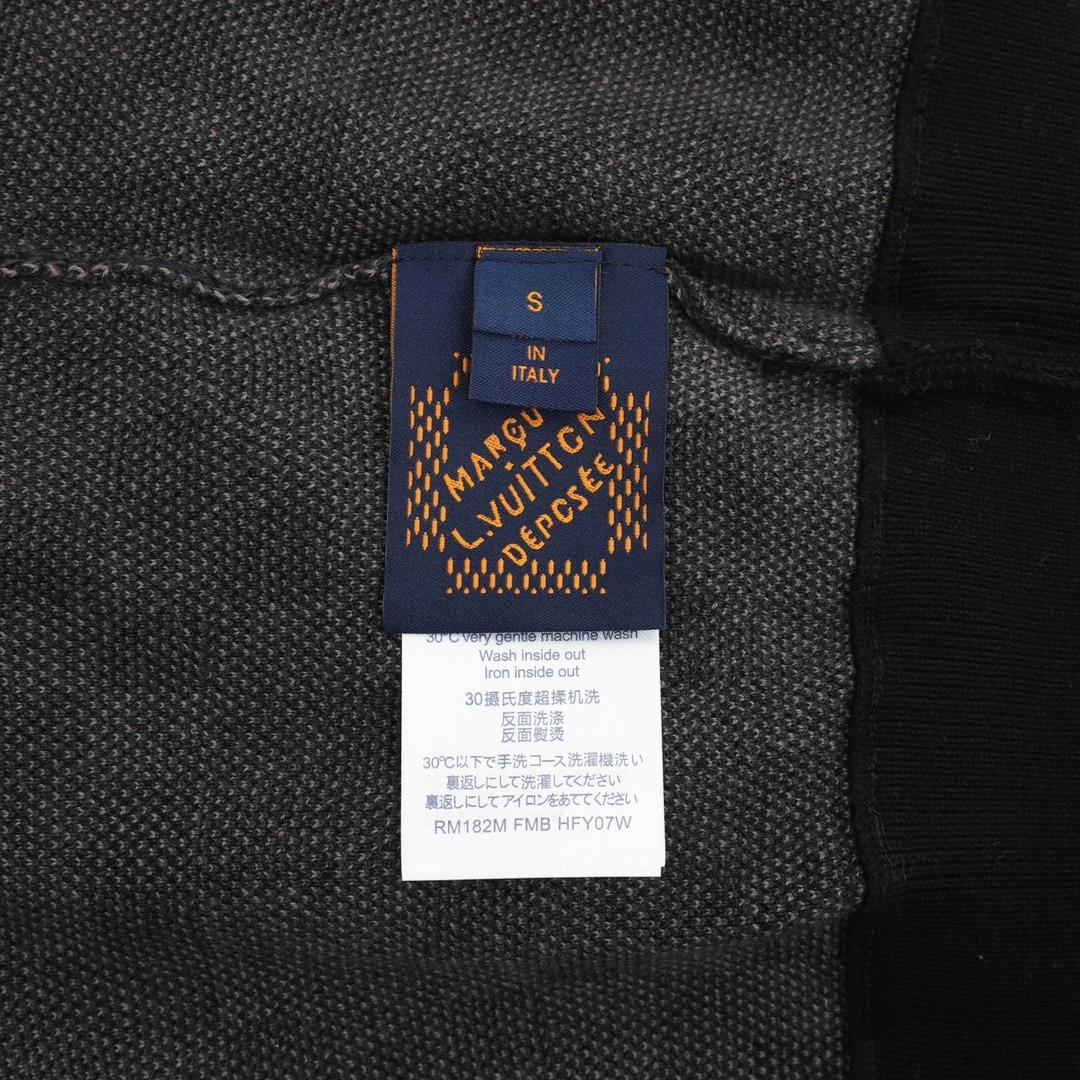 S
IN
ITALY
L.VUITTON
DÉPOSÉE
30°C very gentle machine wash
Wash inside out
Iron inside out
30摄氏度超揉机洗
反面洗涤
反面熨烫
30℃以下で手洗コース洗濯機洗い
裏返しにして洗濯してください
裏返しにしてアイロンをあててください
RM182M FMB HFY07W